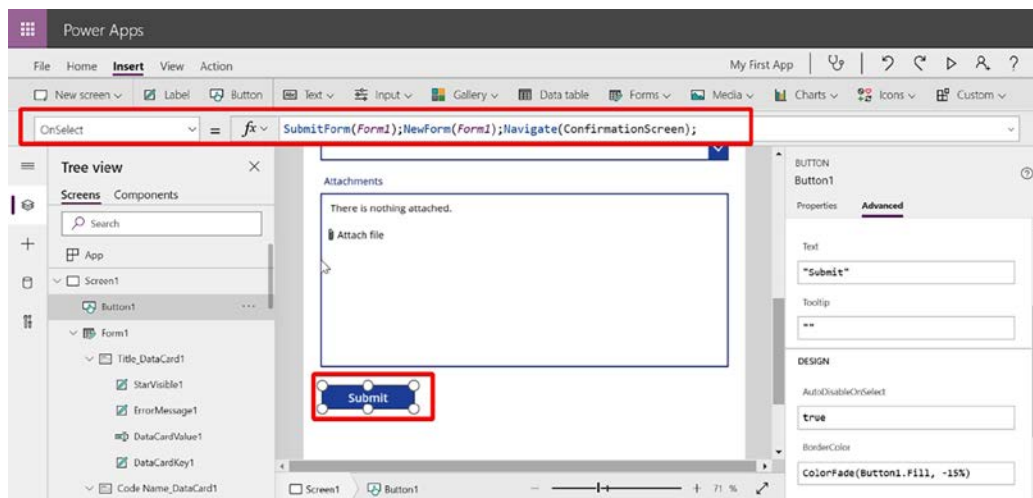 Power Apps
File Home Insert View Action My First App ?
New screen Label Button Text Input Gallery Data table Forms Media Charts Icons Custom
OnSelect = fx SubmitForm(Form1);NewForm(Form1);Navigate(ConfirmationScreen);
Tree view
Screens Components
Search
App
Screen1
Button1 ...
Form1
Title_DataCard1
StarVisible1
ErrorMessage1
DataCardValue1
DataCardKey1
Code Name_DataCard1
Attachments
There is nothing attached.
Attach file
Submit
Screen1 Button1 − + 71 %
BUTTON
Button1
Properties Advanced
Text
"Submit"
Tooltip
""
DESIGN
AutoDisableOnSelect
true
BorderColor
ColorFade(Button1.Fill, -15%)